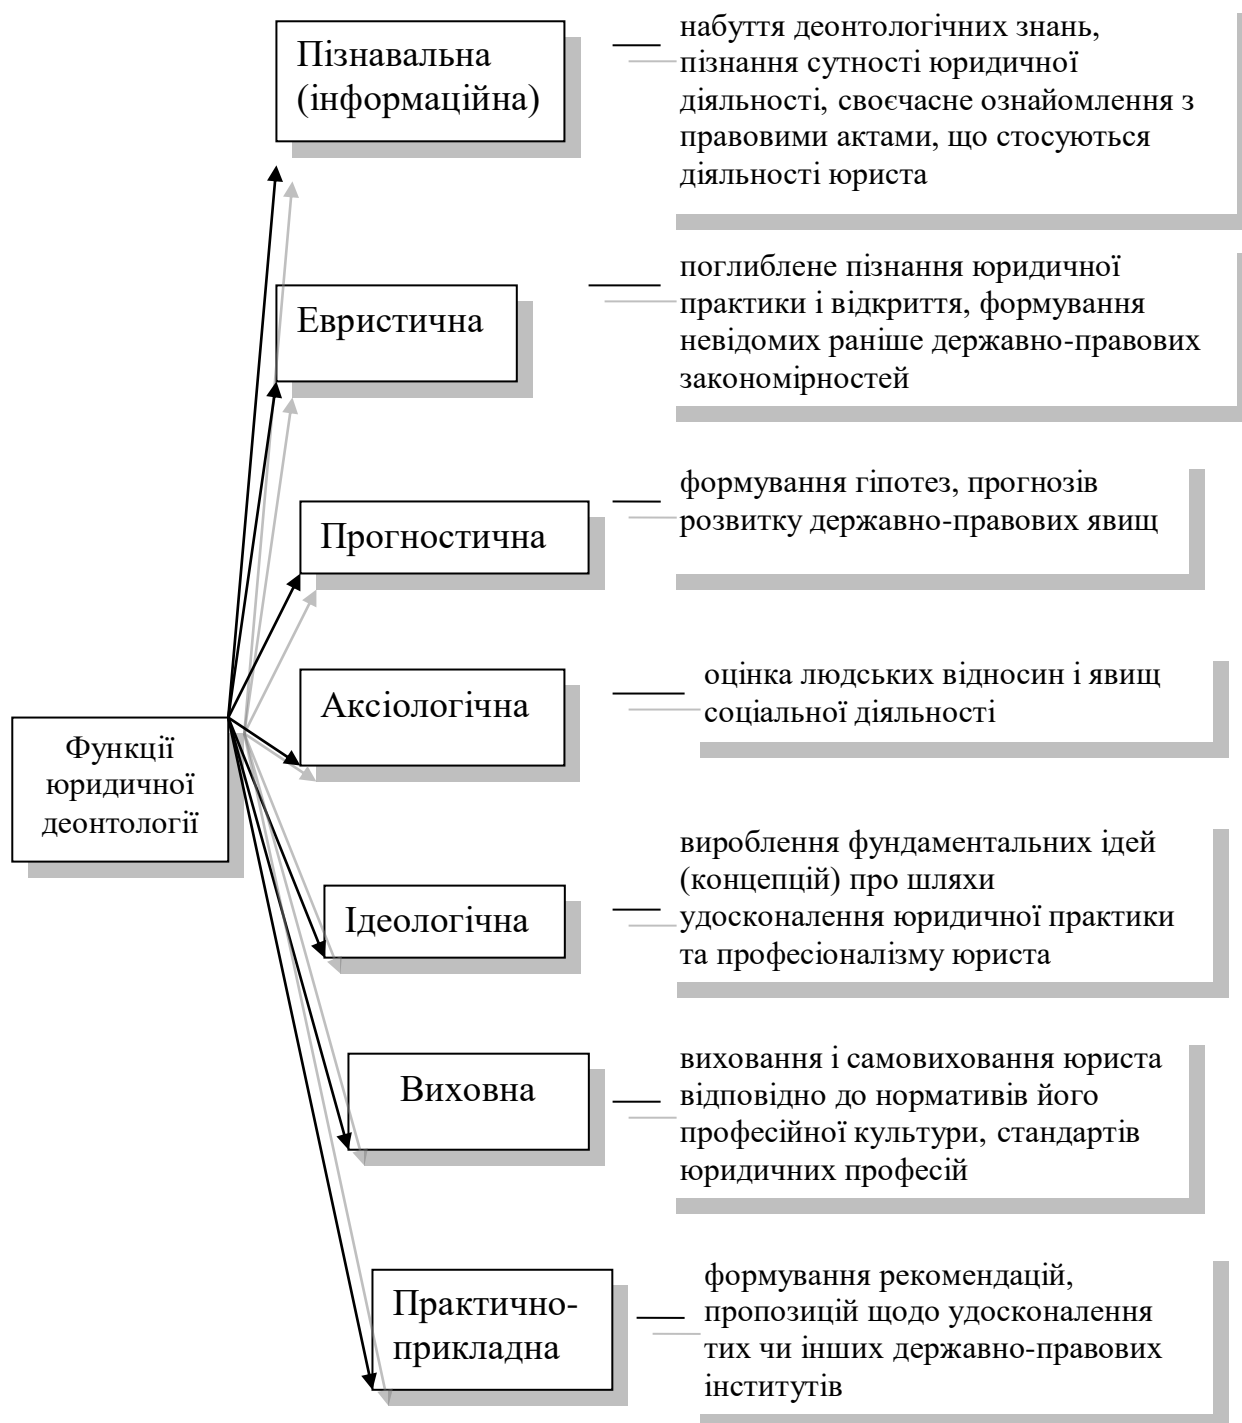 Пізнавальна
(інформаційна)
набуття деонтологічних знань,
пізнання сутності юридичної
діяльності, своєчасне ознайомлення з
правовими актами, що стосуються
діяльності юриста
Евристична
поглиблене пізнання юридичної
практики і відкриття, формування
невідомих раніше державно-правових
закономірностей
Прогностична
формування гіпотез, прогнозів
розвитку державно-правових явищ
Аксіологічна
оцінка людських відносин і явищ
соціальної діяльності
Функції
юридичної
деонтології
Ідеологічна
вироблення фундаментальних ідей
(концепцій) про шляхи
удосконалення юридичної практики
та професіоналізму юриста
Виховна
виховання і самовиховання юриста
відповідно до нормативів його
професійної культури, стандартів
юридичних професій
Практично-
прикладна
формування рекомендацій,
пропозицій щодо удосконалення
тих чи інших державно-правових
інститутів